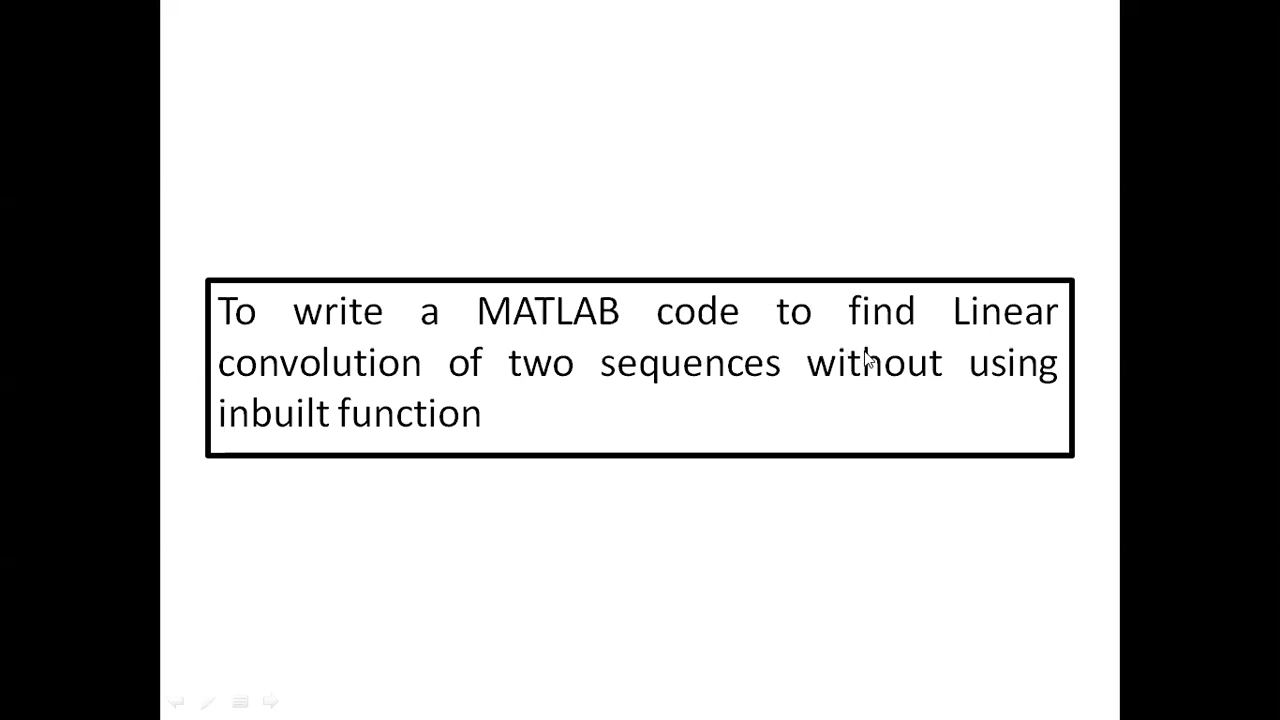 To write a MATLAB code to find Linear
convolution of two sequences without using
inbuilt function